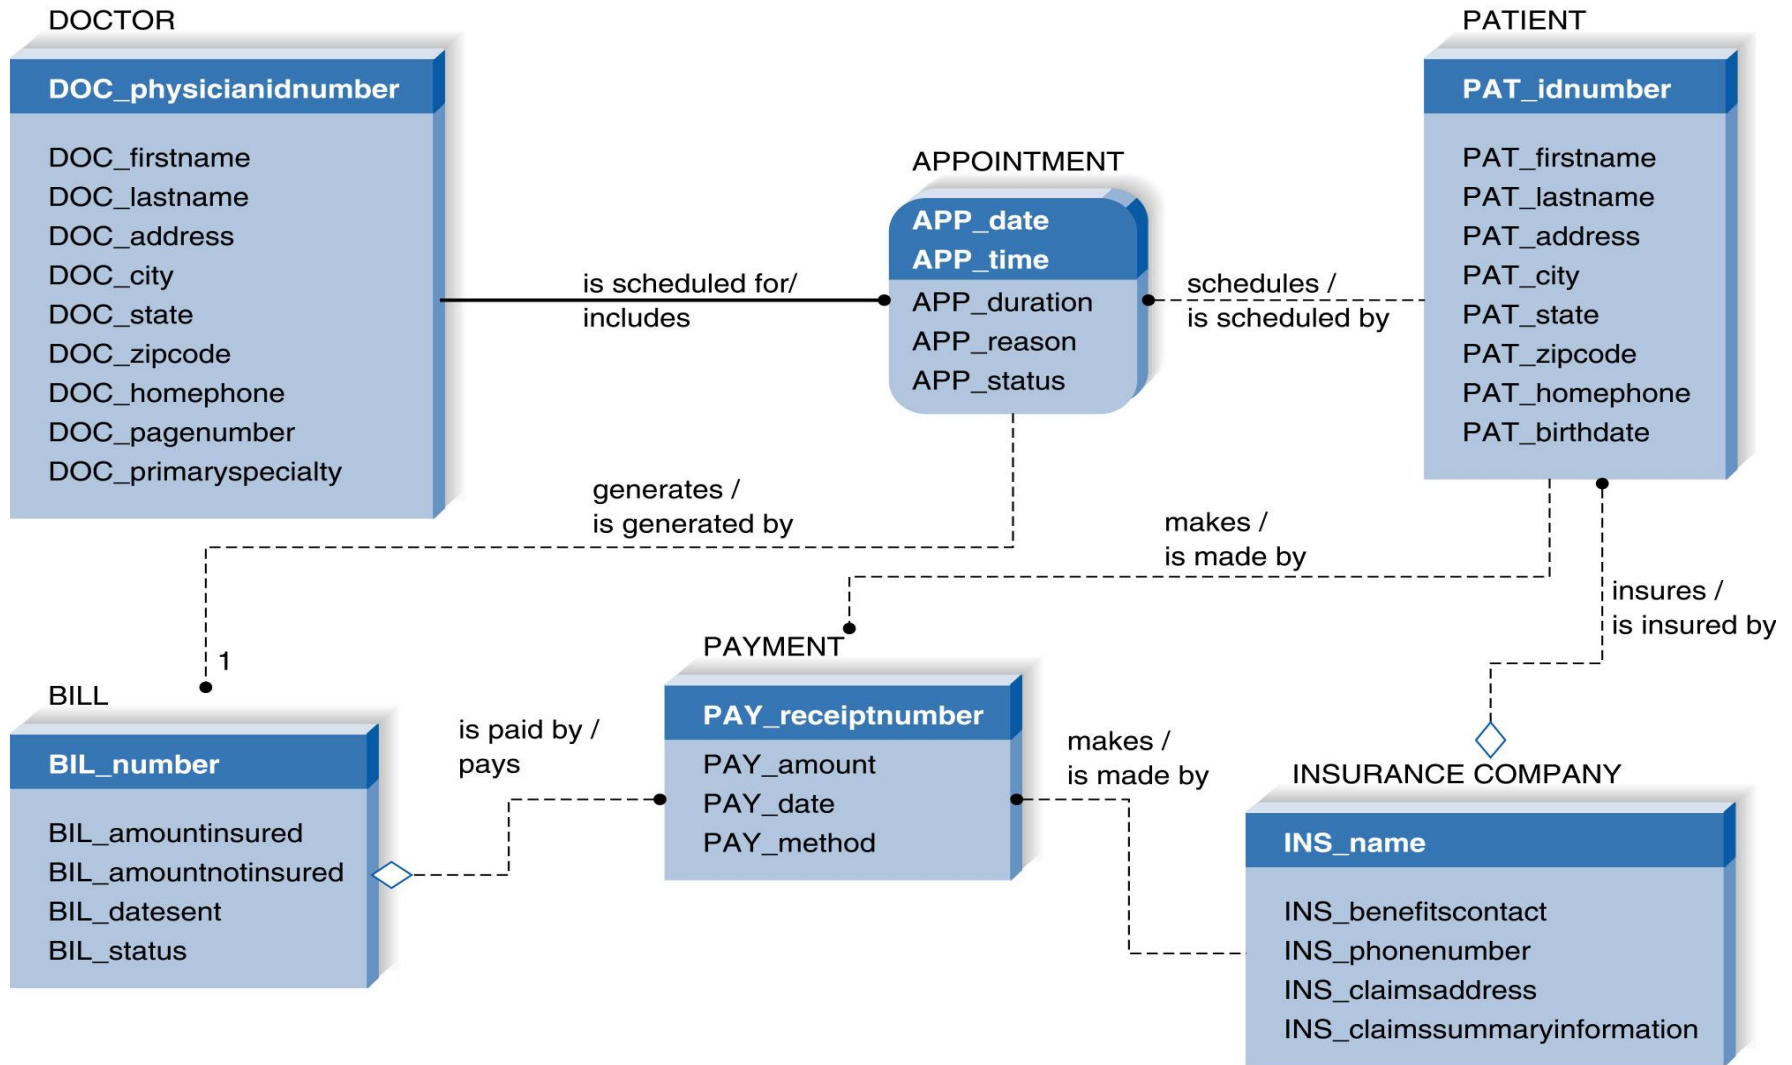 DOCTOR
DOC_physicianidnumber
DOC_firstname
DOC_lastname
DOC_address
DOC_city
DOC_state
DOC_zipcode
DOC_homephone
DOC_pagenumber
DOC_primaryspecialty
is scheduled for/
includes
APPOINTMENT
APP_date
APP_time
APP_duration
APP_reason
APP_status
schedules /
is scheduled by
PATIENT
PAT_idnumber
PAT_firstname
PAT_lastname
PAT_address
PAT_city
PAT_state
PAT_zipcode
PAT_homephone
PAT_birthdate
generates /
is generated by
makes /
is made by
insures /
is insured by
1
BILL
BIL_number
BIL_amountinsured
BIL_amountnotinsured
BIL_datesent
BIL_status
is paid by /
pays
PAYMENT
PAY_receiptnumber
PAY_amount
PAY_date
PAY_method
makes /
is made by
INSURANCE COMPANY
INS_name
INS_benefitscontact
INS_phonenumber
INS_claimsaddress
INS_claimssummaryinformation